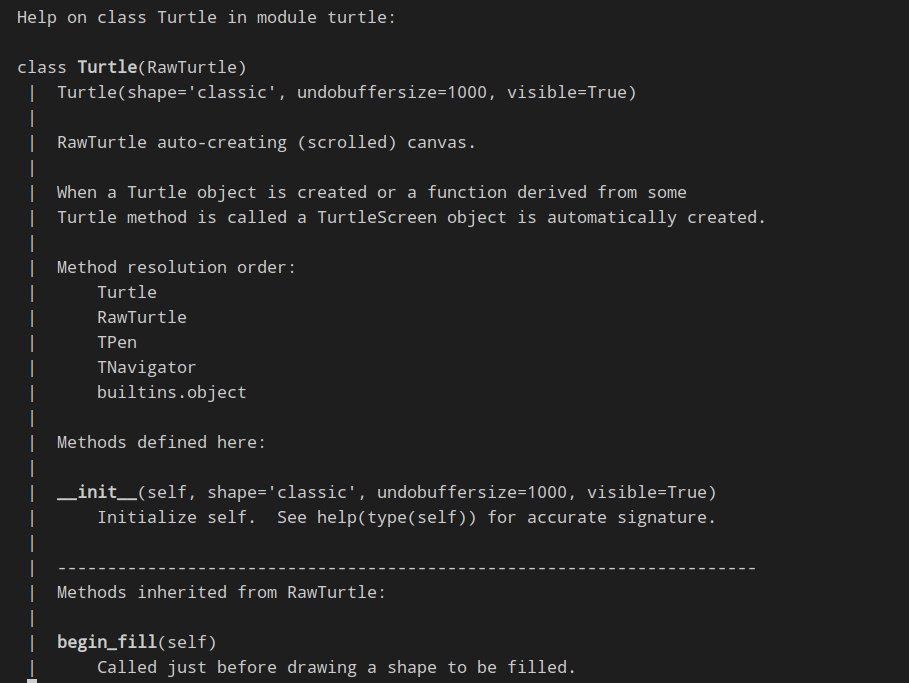 Help on class Turtle in module turtle:

class Turtle(RawTurtle)
 |  Turtle(shape='classic', undobuffersize=1000, visible=True)
 |
 |  RawTurtle auto-creating (scrolled) canvas.
 |
 |  When a Turtle object is created or a function derived from some
 |  Turtle method is called a TurtleScreen object is automatically created.
 |
 |  Method resolution order:
 |      Turtle
 |      RawTurtle
 |      TPen
 |      TNavigator
 |      builtins.object
 |
 |  Methods defined here:
 |
 |  __init__(self, shape='classic', undobuffersize=1000, visible=True)
 |      Initialize self.  See help(type(self)) for accurate signature.
 |
 |  ----------------------------------------------------------------------
 |  Methods inherited from RawTurtle:
 |
 |  begin_fill(self)
 |      Called just before drawing a shape to be filled.